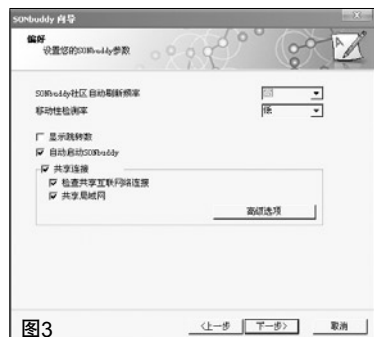 SONbuddy 向导
偏好
设置您的SONbuddy参数
SONbuddy社区自动刷新频率
移动性检测率 低
显示跳转数
自动启动SONbuddy
共享连接
检查共享互联网络连接
共享局域网
高级选项
<上一步 下一步> 取消
图3